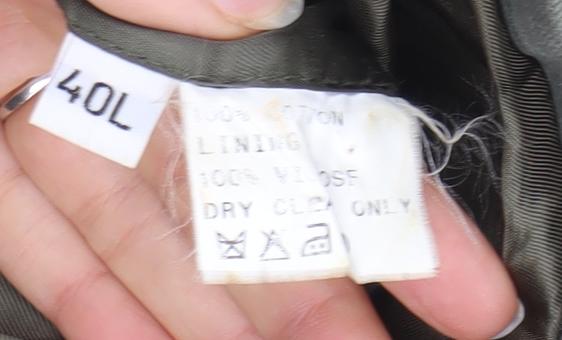 40L
100% COTTON
LINING
100% VISCOSE
DRY CLEAN ONLY